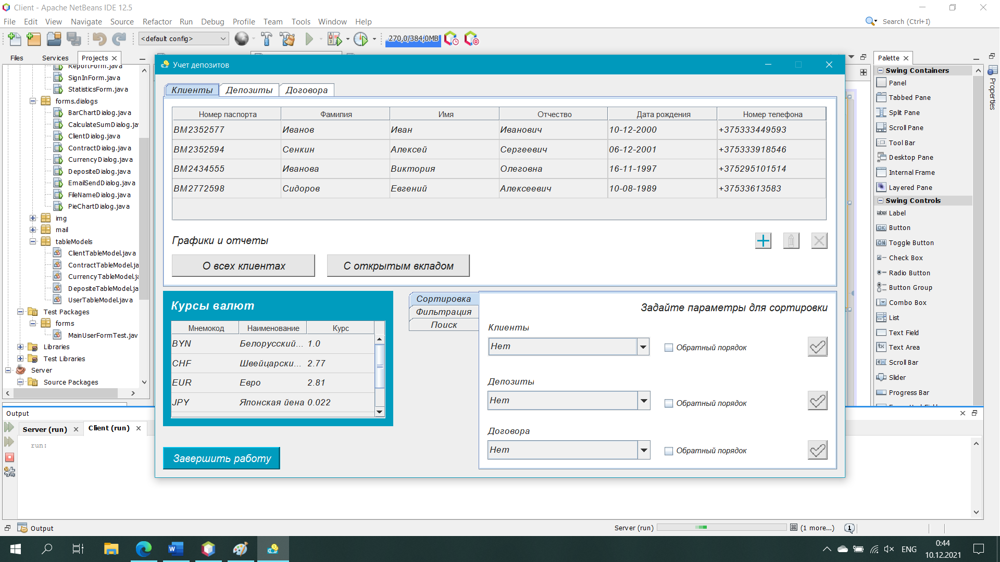 Client - Apache NetBeans IDE 12.5
File Edit View Navigate Source Refactor Run Debug Profile Team Tools Window Help
Search (Ctrl+I)
<default config>
270,0/384,0MB
Files Services Projects
ReportForm.java
SignInForm.java
StatisticsForm.java
forms.dialogs
BarChartDialog.java
CalculateSumDialog.ja
ClientDialog.java
ContractDialog.java
CurrencyDialog.java
DepositeDialog.java
EmailSendDialog.java
FileNameDialog.java
PieChartDialog.java
img
mail
tableModels
ClientTableModel.java
ContractTableModel.ja
CurrencyTableModel.ja
DepositeTableModel.ja
UserTableModel.java
Test Packages
forms
MainUserFormTest.jav
Libraries
Test Libraries
Server
Source Packages
Учет депозитов
Клиенты Депозиты Договора
Номер паспорта Фамилия Имя Отчество Дата рождения Номер телефона
BM2352577 Иванов Иван Иванович 10-12-2000 +375333449593
BM2352594 Сенкин Алексей Сергеевич 06-12-2001 +375333918546
BM2434555 Иванова Виктория Олеговна 16-11-1997 +375295101514
BM2772598 Сидоров Евгений Алексеевич 10-08-1989 +37533613583
Графики и отчеты
О всех клиентах С открытым вкладом
Курсы валют
Мнемокод Наименование Курс
BYN Белорусский... 1.0
CHF Швейцарски... 2.77
EUR Евро 2.81
JPY Японская йена 0.022
Завершить работу
Сортировка
Фильтрация
Поиск
Задайте параметры для сортировки
Клиенты
Нет Обратный порядок
Депозиты
Нет Обратный порядок
Договора
Нет Обратный порядок
Palette
Swing Containers
Panel
Tabbed Pane
Split Pane
Scroll Pane
Tool Bar
Desktop Pane
Internal Frame
Layered Pane
Swing Controls
Label
Button
Toggle Button
Check Box
Radio Button
Button Group
Combo Box
List
Text Field
Text Area
Scroll Bar
Slider
Progress Bar
Properties
Output
Server (run) Client (run)
run:
Output
Server (run) (1 more...) 1
ENG
0:44
10.12.2021